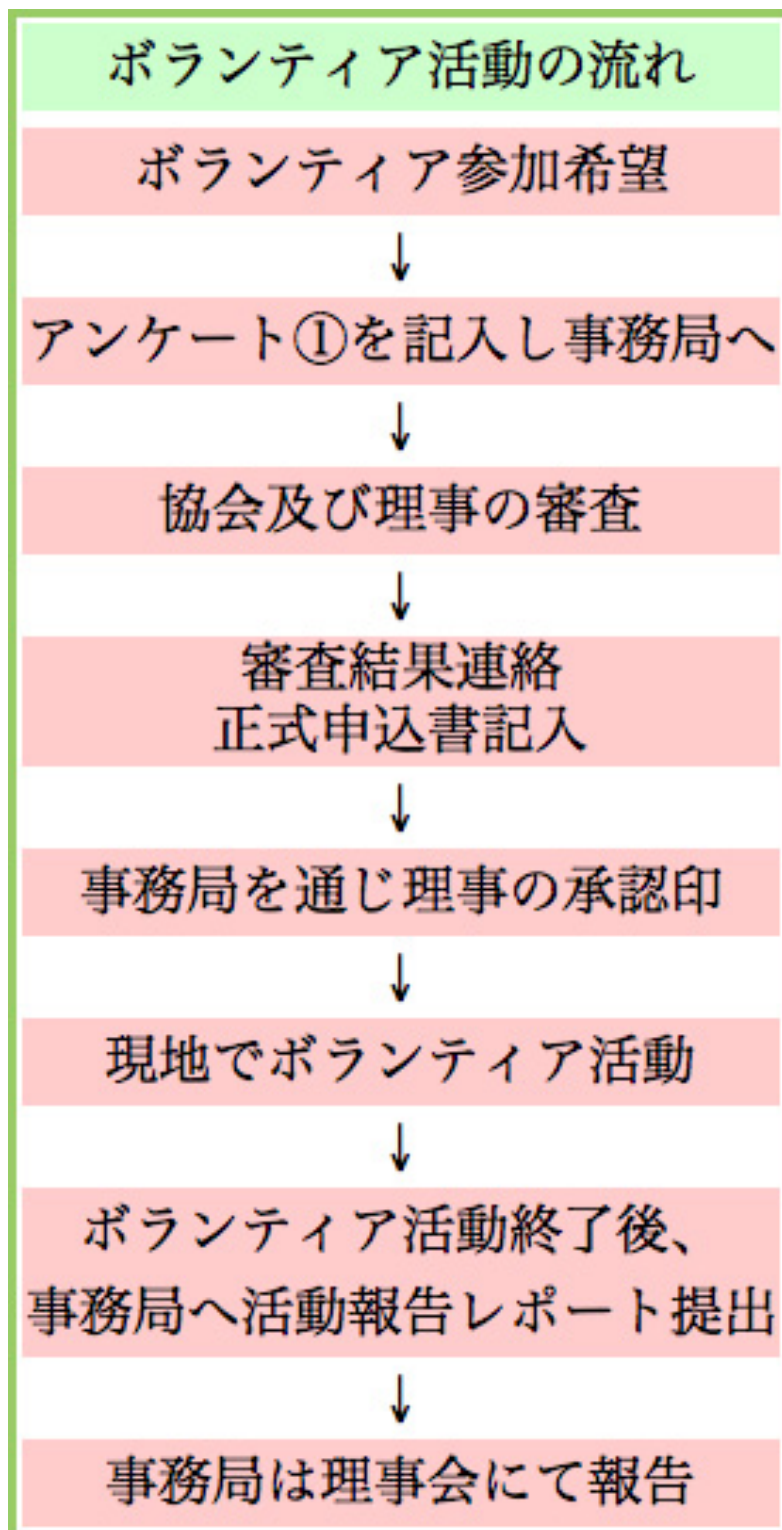 ボランティア活動の流れ
ボランティア参加希望
↓
アンケート①を記入し事務局へ
↓
協会及び理事の審査
↓
審査結果連絡
正式申込書記入
↓
事務局を通じ理事の承認印
↓
現地でボランティア活動
↓
ボランティア活動終了後、
事務局へ活動報告レポート提出
↓
事務局は理事会にて報告